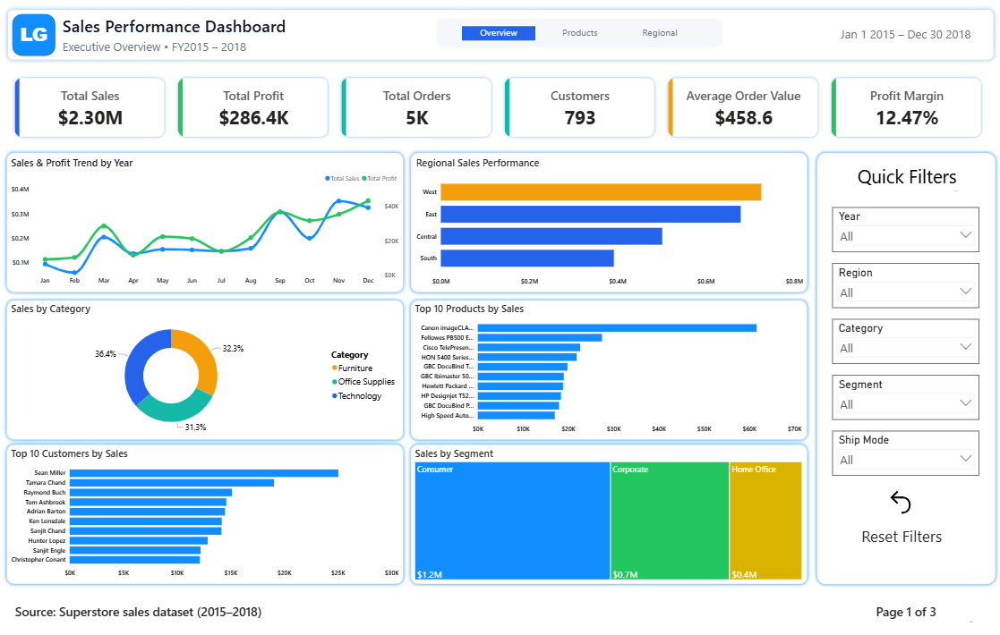 LG
Sales Performance Dashboard
Executive Overview • FY2015 – 2018
Overview
Products
Regional
Jan 1 2015 – Dec 30 2018
Total Sales
$2.30M
Total Profit
$286.4K
Total Orders
5K
Customers
793
Average Order Value
$458.6
Profit Margin
12.47%
Sales & Profit Trend by Year
Total Sales Total Profit
$0.4M
$0.3M
$0.2M
$0.1M
$40K
$20K
$0K
Jan Feb Mar Apr May Jun Jul Aug Sep Oct Nov Dec
Regional Sales Performance
West
East
Central
South
$0.0M $0.2M $0.4M $0.6M $0.8M
Sales by Category
36.4%
32.3%
31.3%
Category
Furniture
Office Supplies
Technology
Top 10 Products by Sales
Canon imageCLA...
Fellowes PB500 E...
Cisco TelePresen...
HON 5400 Series...
GBC DocuBind T...
GBC Ibimaster 50...
Hewlett Packard ...
HP Designjet T52...
GBC DocuBind P...
High Speed Auto...
$0K $10K $20K $30K $40K $50K $60K $70K
Top 10 Customers by Sales
Sean Miller
Tamara Chand
Raymond Buch
Tom Ashbrook
Adrian Barton
Ken Lonsdale
Sanjit Chand
Hunter Lopez
Sanjit Engle
Christopher Conant
$0K $5K $10K $15K $20K $25K $30K
Sales by Segment
Consumer
$1.2M
Corporate
$0.7M
Home Office
$0.4M
Quick Filters
Year
All
Region
All
Category
All
Segment
All
Ship Mode
All
Reset Filters
Source: Superstore sales dataset (2015–2018)
Page 1 of 3